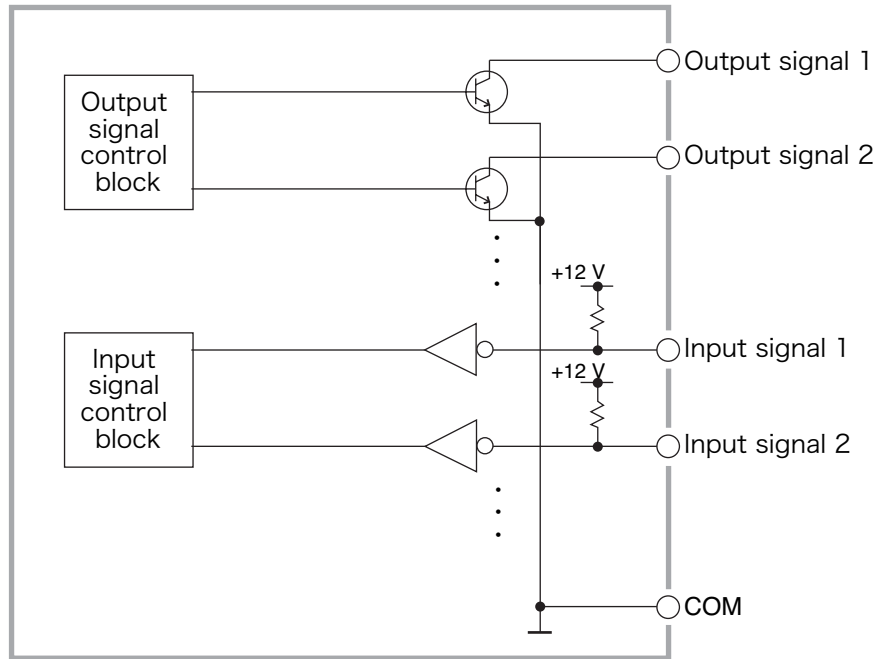 Output signal 1
Output
signal
control
block
Output signal 2
+12 V
Input signal 1
Input
signal
control
block
+12 V
Input signal 2
COM